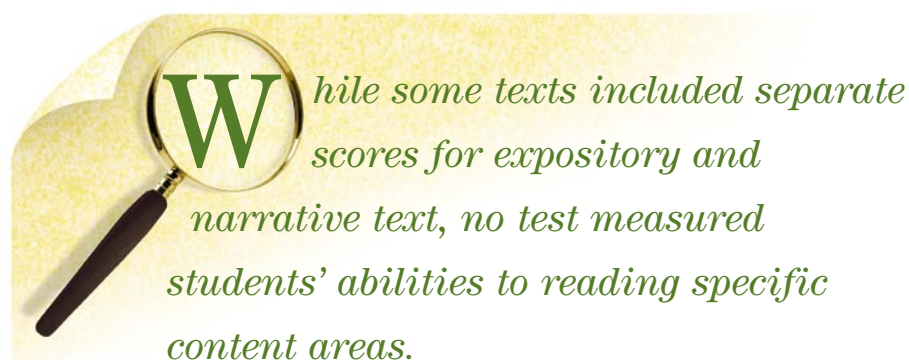 While some texts included separate
scores for expository and
narrative text, no test measured
students’ abilities to reading specific
content areas.